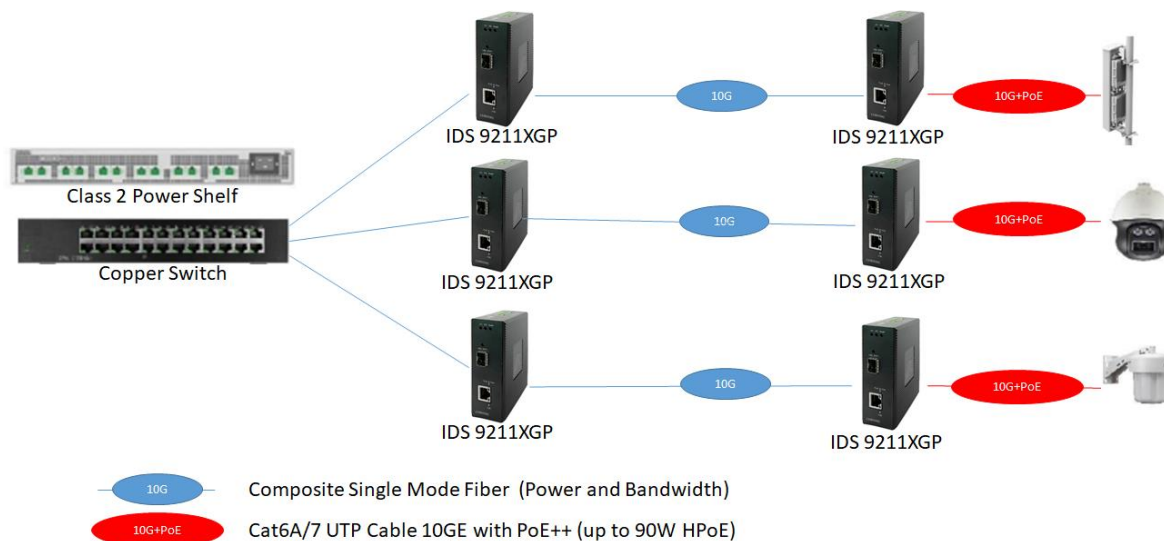 10G
10G+PoE
IDS 9211XGP
IDS 9211XGP
Class 2 Power Shelf
10G
10G+PoE
Copper Switch
IDS 9211XGP
IDS 9211XGP
10G
10G+PoE
IDS 9211XGP
IDS 9211XGP
10G
Composite Single Mode Fiber (Power and Bandwidth)
10G+PoE
Cat6A/7 UTP Cable 10GE with PoE++ (up to 90W HPoE)